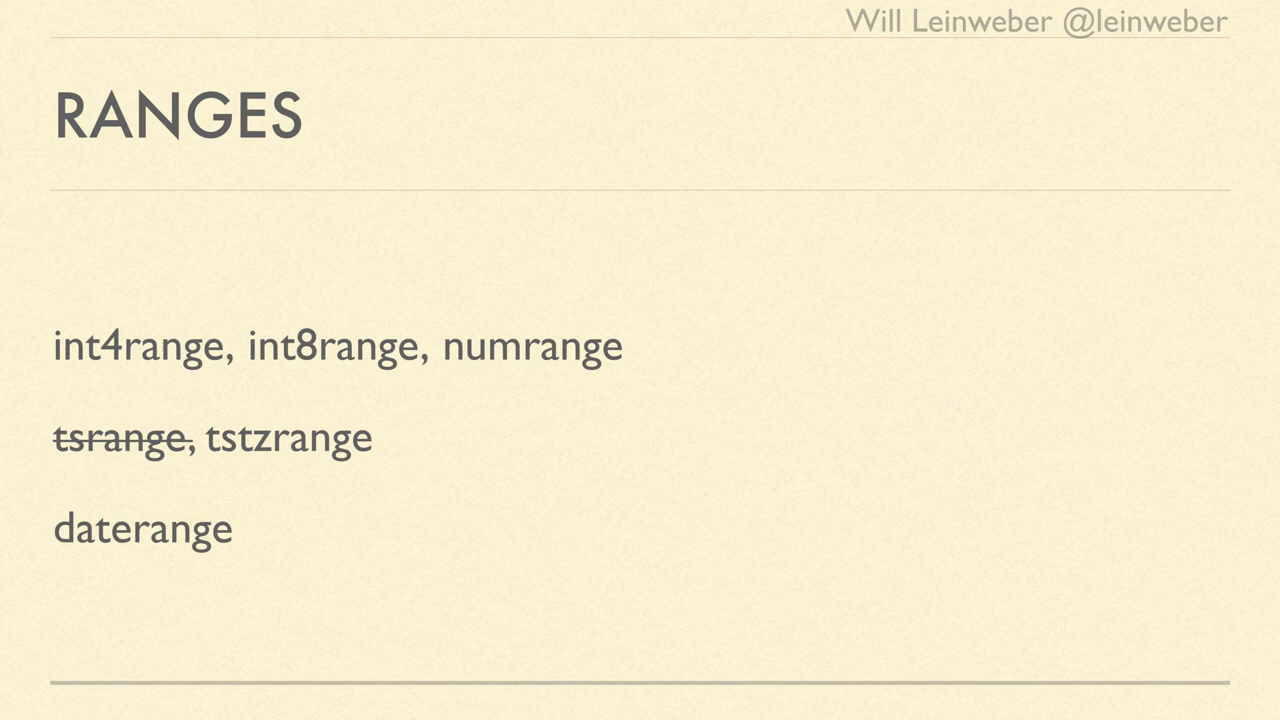 Will Leinweber @leinweber
RANGES
int4range, int8range, numrange
tsrange, tstzrange
daterange